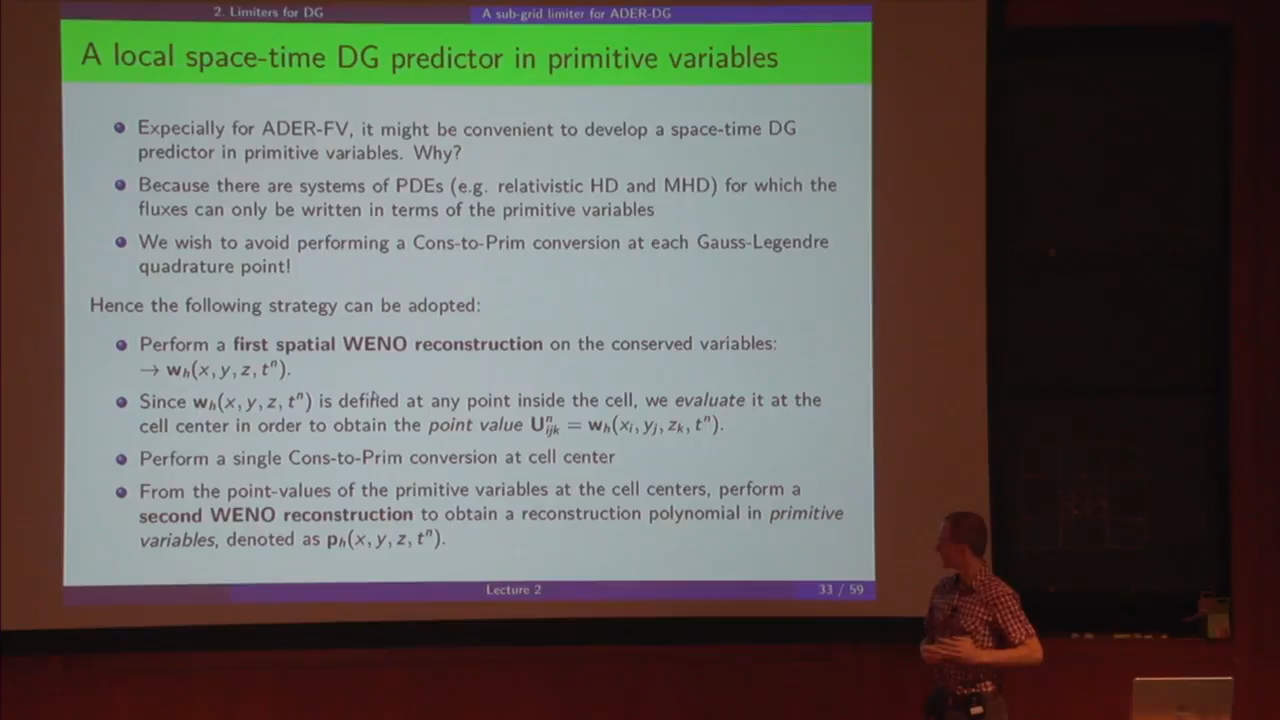 2. Limiters for DG
A sub-grid limiter for ADER-DG
A local space-time DG predictor in primitive variables
Expecially for ADER-FV, it might be convenient to develop a space-time DG
predictor in primitive variables. Why?
Because there are systems of PDEs (e.g. relativistic HD and MHD) for which the
fluxes can only be written in terms of the primitive variables
We wish to avoid performing a Cons-to-Prim conversion at each Gauss-Legendre
quadrature point!
Hence the following strategy can be adopted:
Perform a first spatial WENO reconstruction on the conserved variables:
→ wₕ(x, y, z, tⁿ).
Since wₕ(x, y, z, tⁿ) is defined at any point inside the cell, we evaluate it at the
cell center in order to obtain the point value Uⁿᵢⱼₖ = wₕ(xᵢ, yⱼ, zₖ, tⁿ).
Perform a single Cons-to-Prim conversion at cell center
From the point-values of the primitive variables at the cell centers, perform a
second WENO reconstruction to obtain a reconstruction polynomial in primitive
variables, denoted as pₕ(x, y, z, tⁿ).
Lecture 2
33 / 59